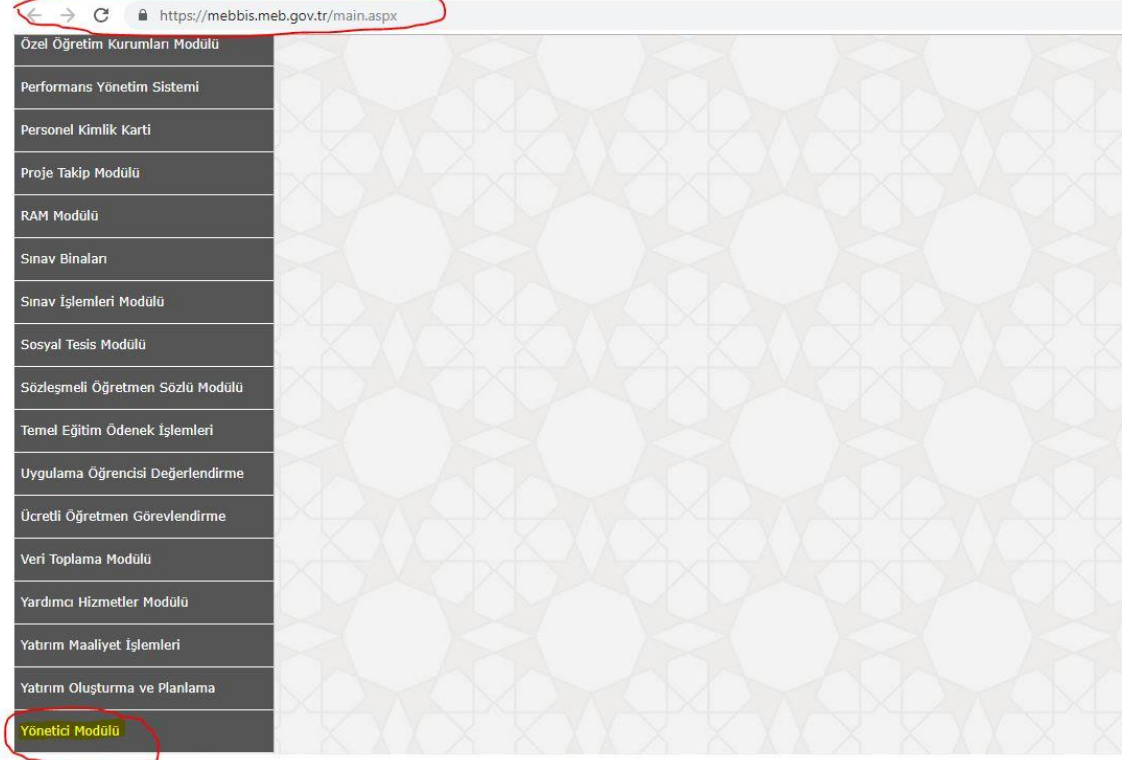 https://mebbis.meb.gov.tr/main.aspx
Özel Öğretim Kurumları Modülü
Performans Yönetim Sistemi
Personel Kimlik Karti
Proje Takip Modülü
RAM Modülü
Sınav Binaları
Sınav İşlemleri Modülü
Sosyal Tesis Modülü
Sözleşmeli Öğretmen Sözlü Modülü
Temel Eğitim Ödenek İşlemleri
Uygulama Öğrencisi Değerlendirme
Ücretli Öğretmen Görevlendirme
Veri Toplama Modülü
Yardımcı Hizmetler Modülü
Yatırım Maaliyet İşlemleri
Yatırım Oluşturma ve Planlama
Yönetici Modülü